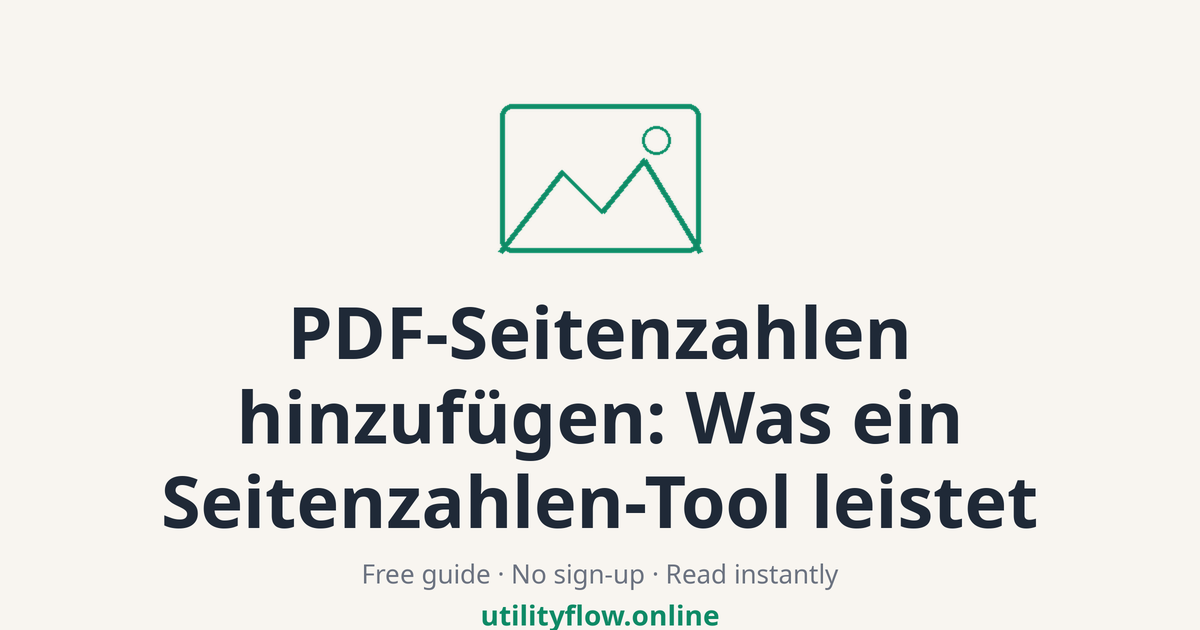 PDF-Seitenzahlen
hinzufügen: Was ein
Seitenzahlen-Tool leistet
Free guide · No sign-up · Read instantly
utilityflow.online